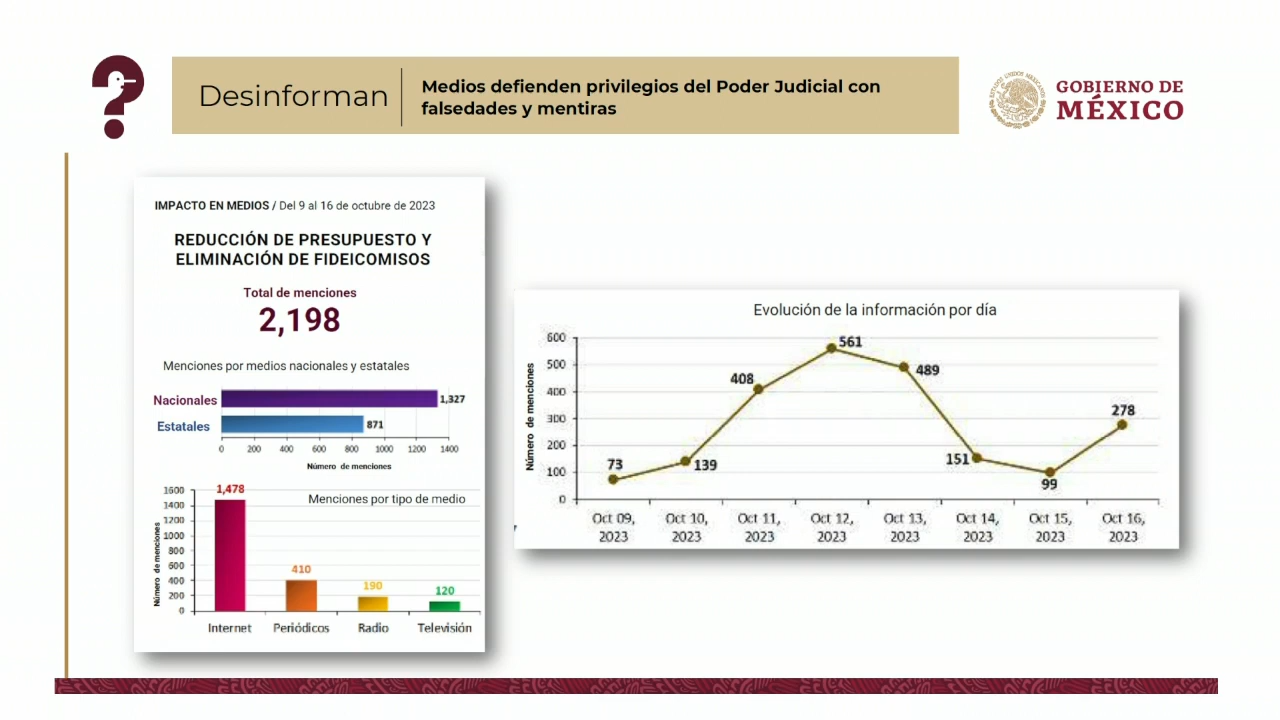 Desinforman
Medios defienden privilegios del Poder Judicial con
falsedades y mentiras
GOBIERNO DE
MÉXICO
IMPACTO EN MEDIOS / Del 9 al 16 de octubre de 2023
REDUCCIÓN DE PRESUPUESTO Y
ELIMINACIÓN DE FIDEICOMISOS
Total de menciones
2,198
Menciones por medios nacionales y estatales
Nacionales 1,327
Estatales 871
0 200 400 600 800 1000 1200 1400
Número de menciones
Menciones por tipo de medio
Número de menciones
1600
1400
1200
1000
800
600
400
200
0
1,478
410
190
120
Internet Periódicos Radio Televisión
Evolución de la información por día
Número de menciones
600
500
400
300
200
100
0
73
139
408
561
489
151
99
278
Oct 09, Oct 10, Oct 11, Oct 12, Oct 13, Oct 14, Oct 15, Oct 16,
2023 2023 2023 2023 2023 2023 2023 2023